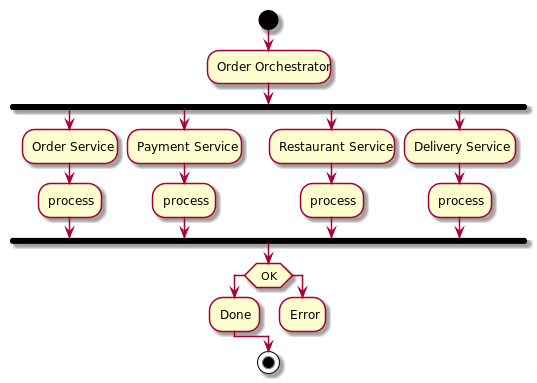 Order Orchestrator
Order Service
Payment Service
Restaurant Service
Delivery Service
process
process
process
process
OK
Done
Error